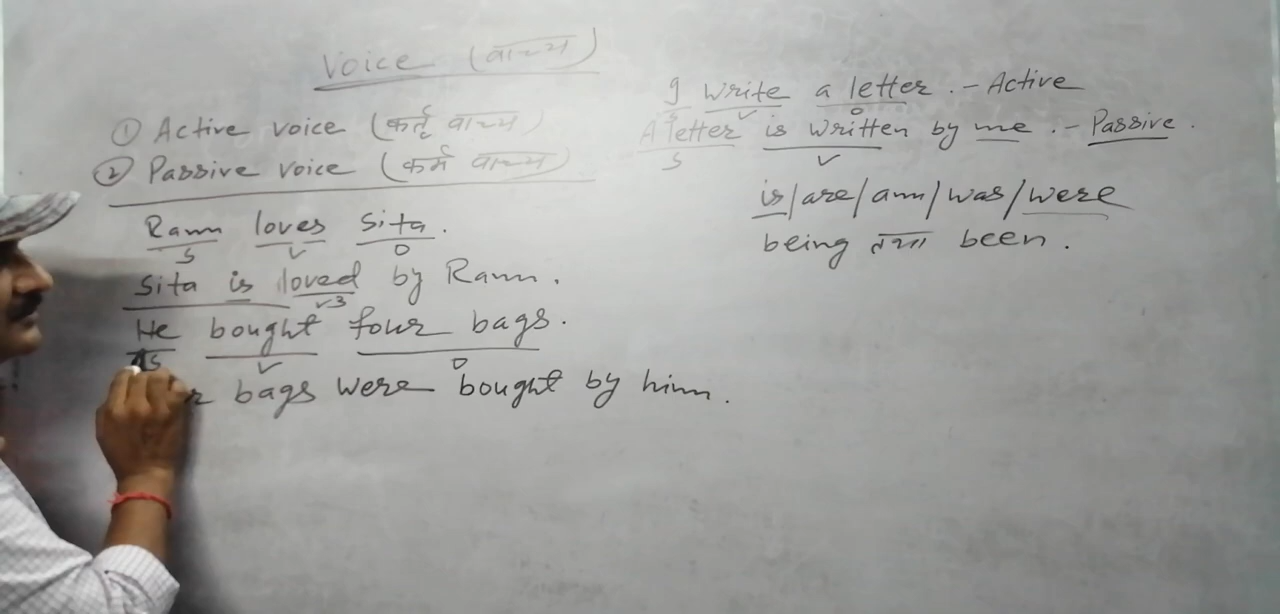 Voice (वाच्य)
① Active voice (कर्तृ वाच्य)
② Passive voice (कर्म वाच्य)
Ram loves Sita.
S V O
Sita is loved by Ram.
V3
He bought four bags.
S V O
bags were bought by him.
I write a letter. - Active
S V O
A letter is written by me. - Passive.
S V
is/are/am/was/were
being तथा been.